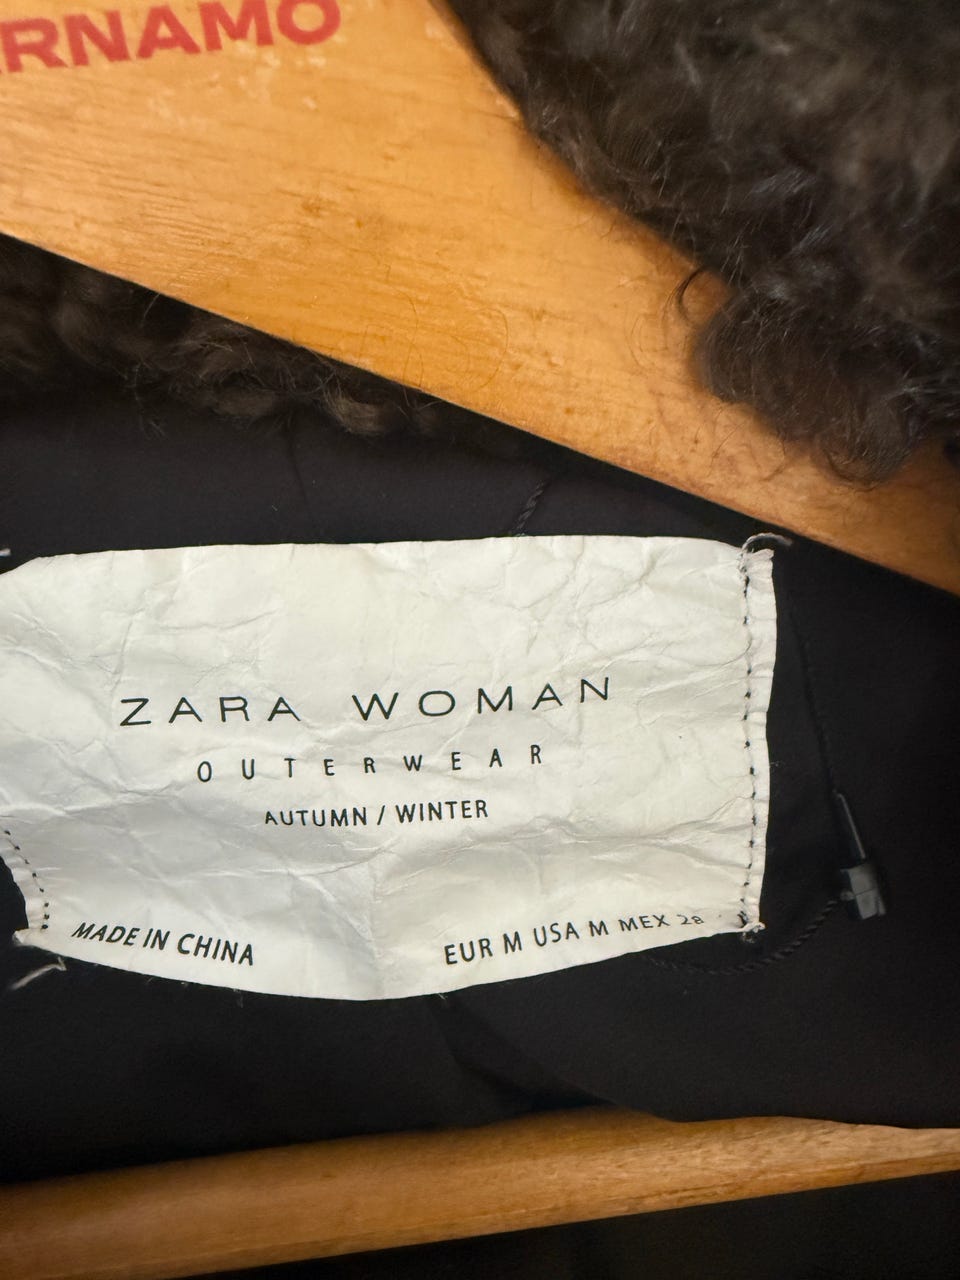 RNAMO
ZARA WOMAN
OUTERWEAR
AUTUMN / WINTER
MADE IN CHINA
EUR M USA M MEX 28